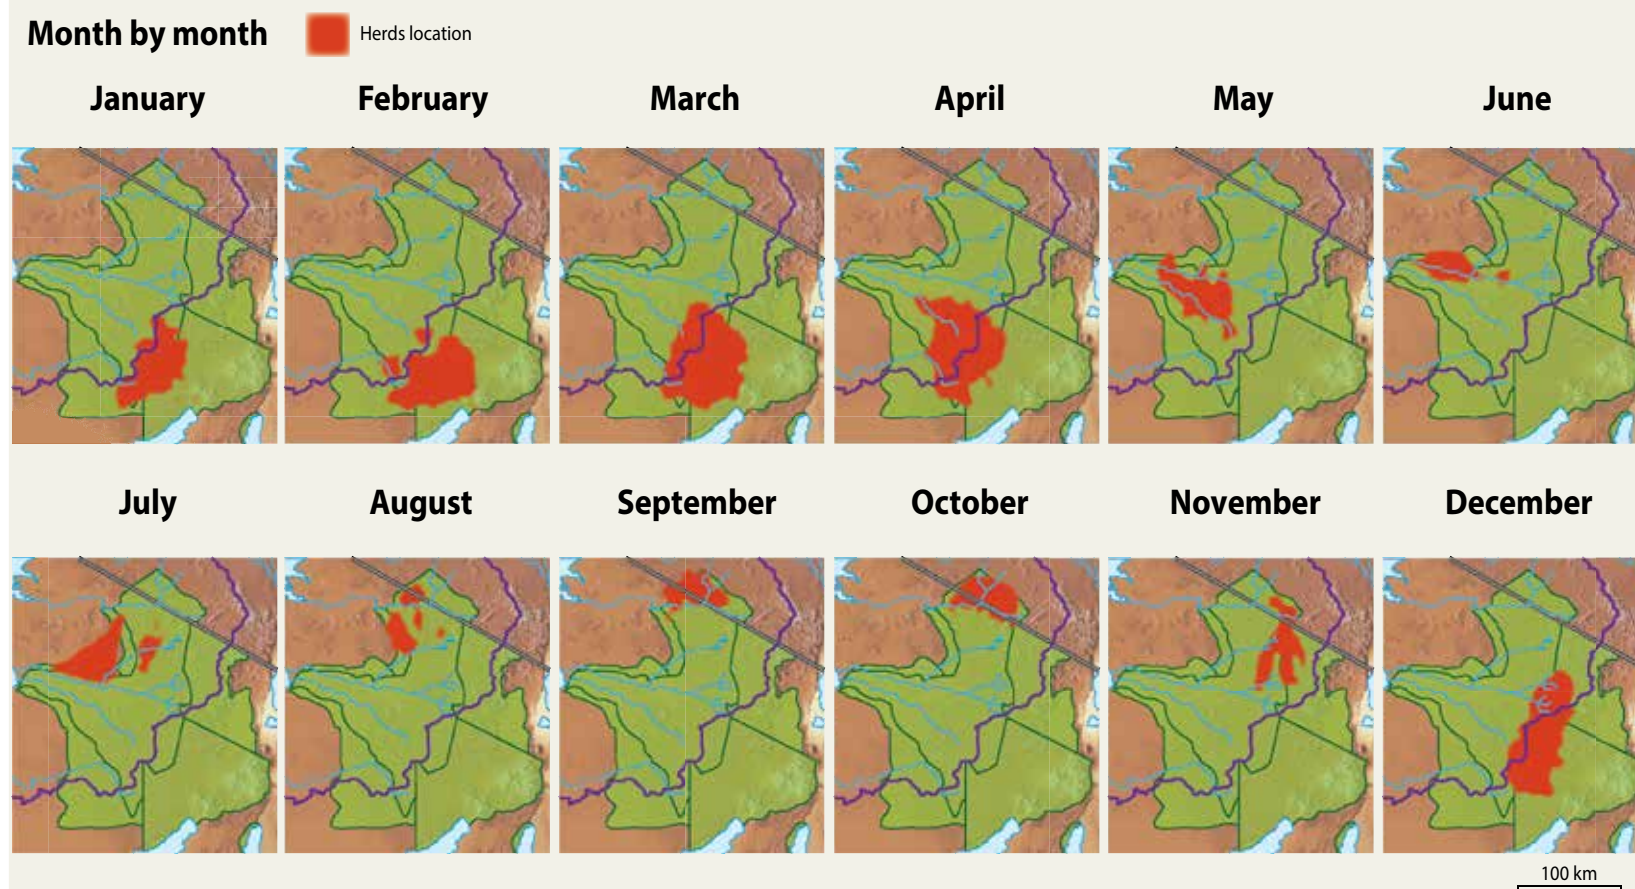 Month by month
Herds location
January February March April May June
July August September October November December
100 km